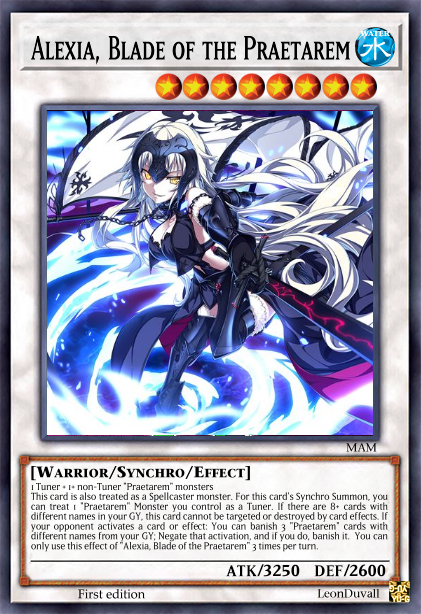 Alexia, Blade of the Praetarem
WATER
水
MAM
[Warrior/Synchro/Effect]
1 Tuner + 1+ non-Tuner "Praetarem" monsters
This card is also treated as a Spellcaster monster. For this card's Synchro Summon, you
can treat 1 "Praetarem" Monster you control as a Tuner. If there are 8+ cards with
different names in your GY, this card cannot be targeted or destroyed by card effects. If
your opponent activates a card or effect: You can banish 3 "Praetarem" cards with
different names from your GY; Negate that activation, and if you do, banish it. You can
only use this effect of "Alexia, Blade of the Praetarem" 3 times per turn.
ATK/3250 DEF/2600
First edition
LeonDuvall